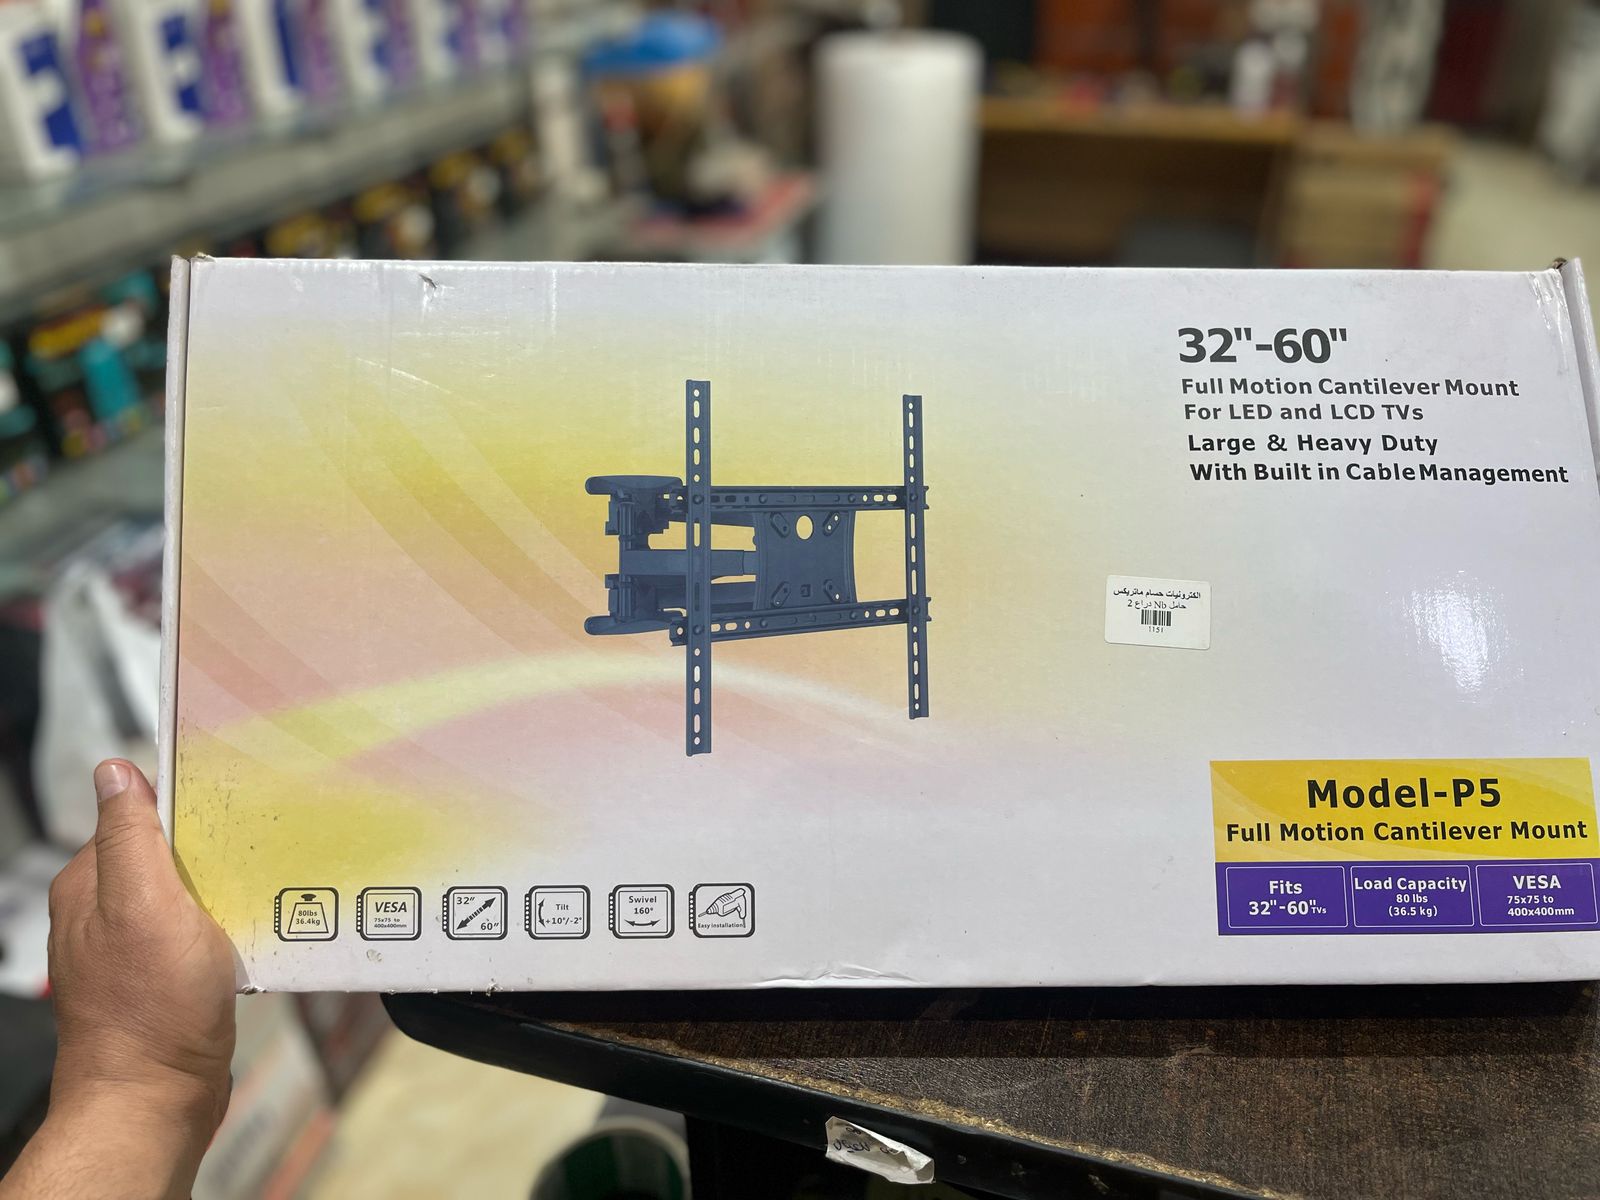 32"-60"
Full Motion Cantilever Mount
For LED and LCD TVs
Large & Heavy Duty
With Built in Cable Management
الكترونيات حسام ماتريكس
حامل Nb دراع 2
1151
Model-P5
Full Motion Cantilever Mount
Fits
32"-60" TVs
Load Capacity
80 lbs
(36.5 kg)
VESA
75x75 to
400x400mm
80lbs
36.4kg
VESA
75x75 to
400x400mm
32"
60"
Tilt
+10°/-2°
Swivel
160°
Easy installation